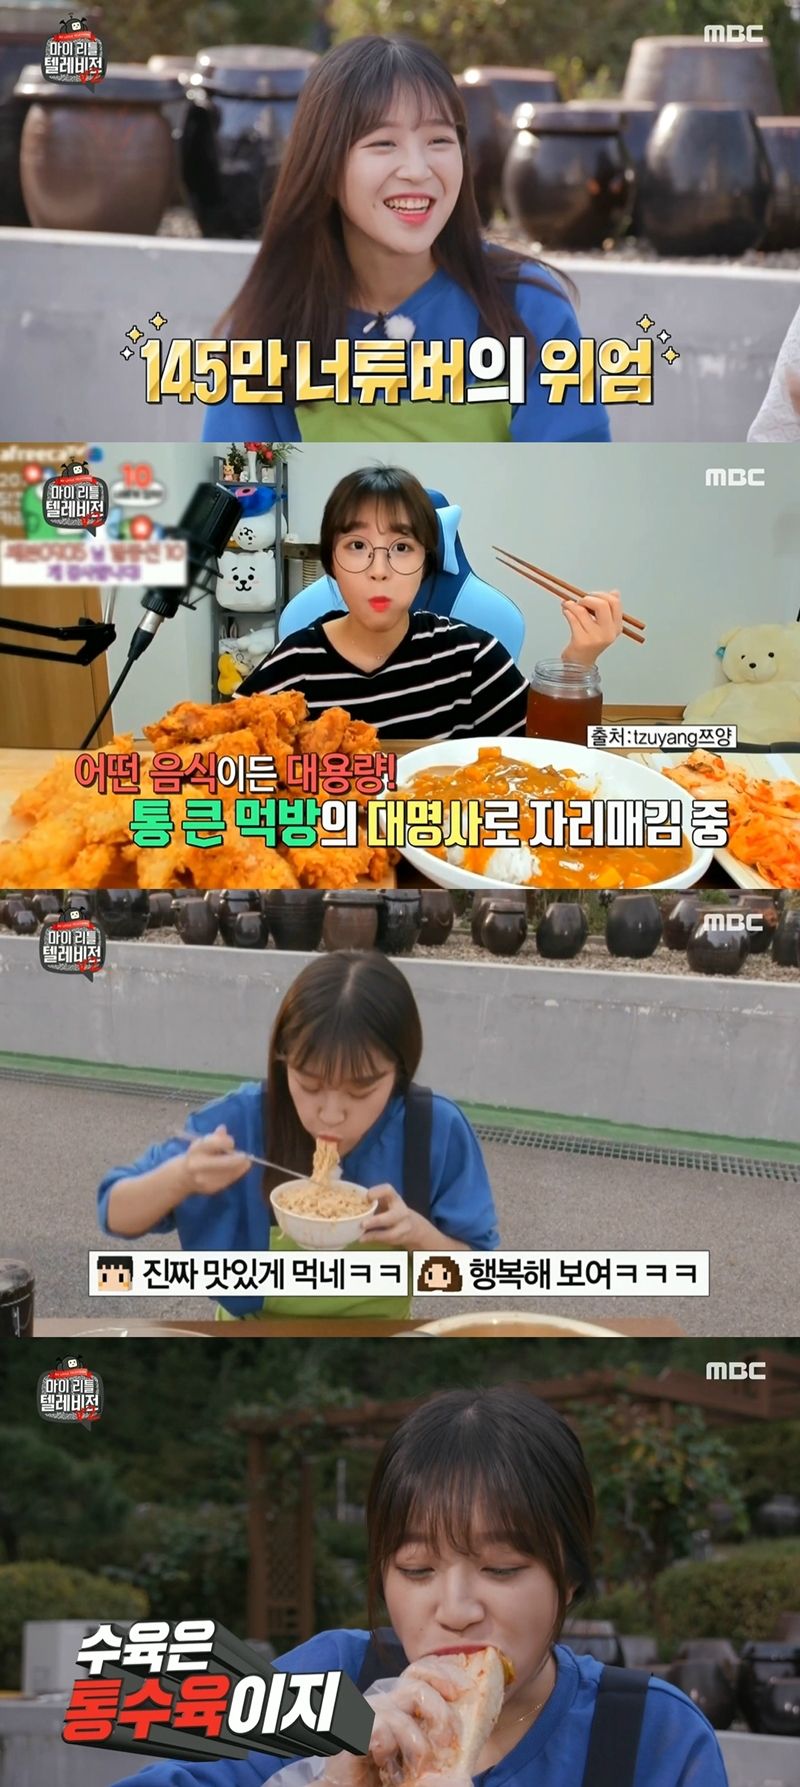 마이 리틀
텔레비전
V2
MBC
145만 너튜버의 위엄
afreeca
10
마이 리틀
텔레비전
MBC
출처:tzuyang쯔양
어떤 음식이든 대용량!
통 큰 먹방의 대명사로 자리매김 중
마이 리틀
텔레비전
V2
MBC
진짜 맛있게 먹네ㅋㅋ
행복해 보여ㅋㅋㅋ
마이 리틀
텔레비전
V2
MBC
수육은
통수육이지